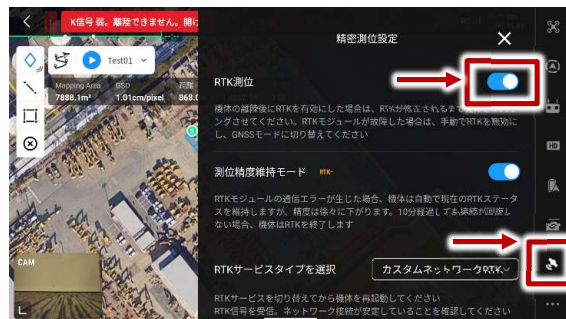 K信号 弱。離陸できません。開け
精密測位設定
Test01
RTK測位
Mapping Area GSD 距離
7888.1m² 1.01cm/pixel 868.0
機体の離陸後にRTKを有効にした場合は、RTKが修正されるまで
ングさせてください。RTKモジュールが故障した場合は、手動でRTKを無効に
し、GNSSモードに切り替えてください
HD
測位精度維持モード RTK-
RTKモジュールの通信エラーが生じた場合、機体は自動で現在のRTKステータ
スを維持しますが、精度は徐々に下がります。10分経過しても接続が回復し
ない場合、機体はRTKを終了します
CAM
RTKサービスタイプを選択 カスタムネットワークRTK
RTKサービスを切り替えてから機体を再起動してください
RTK信号を受信。ネットワーク接続が安定していることを確認してください